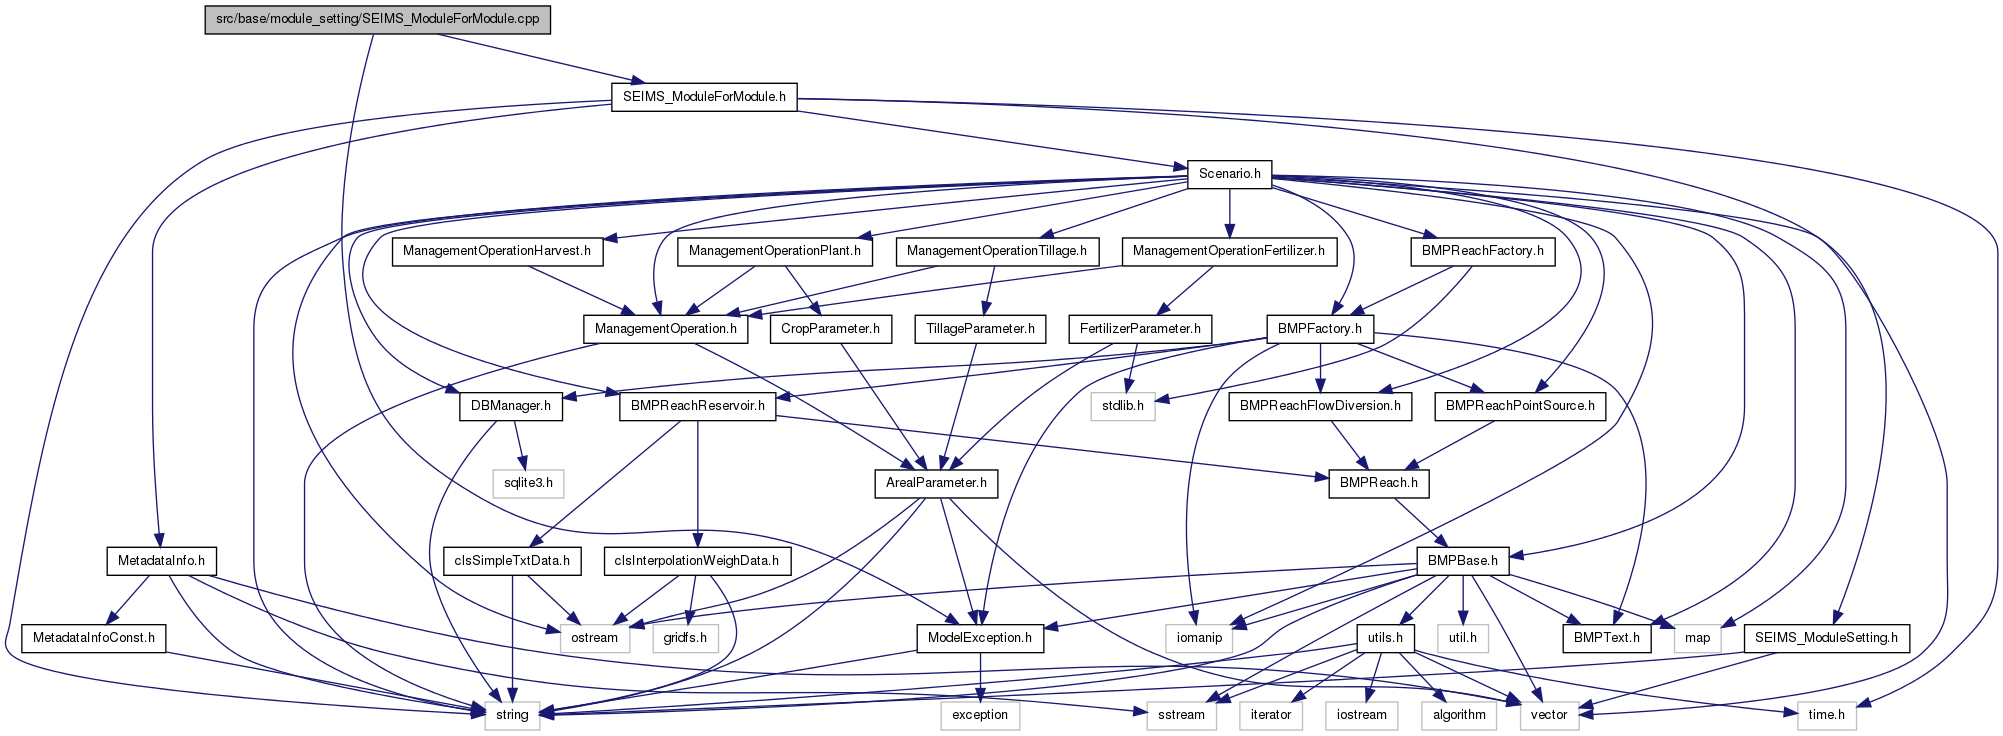 src/base/module_setting/SEIMS_ModuleForModule.cpp
SEIMS_ModuleForModule.h
Scenario.h
ManagementOperationHarvest.h
ManagementOperationPlant.h
ManagementOperationTillage.h
ManagementOperationFertilizer.h
BMPReachFactory.h
ManagementOperation.h
CropParameter.h
TillageParameter.h
FertilizerParameter.h
BMPFactory.h
DBManager.h
BMPReachReservoir.h
stdlib.h
BMPReachFlowDiversion.h
BMPReachPointSource.h
sqlite3.h
ArealParameter.h
BMPReach.h
MetadataInfo.h
clsSimpleTxtData.h
clsInterpolationWeighData.h
BMPBase.h
MetadataInfoConst.h
ostream
gridfs.h
ModelException.h
iomanip
utils.h
util.h
BMPText.h
map
SEIMS_ModuleSetting.h
string
exception
sstream
iterator
iostream
algorithm
vector
time.h